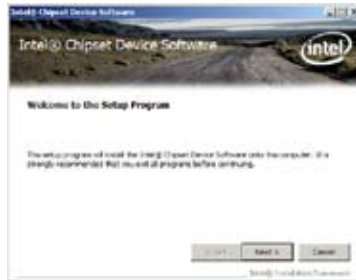 Intel® Chipset Device Software
Intel® Chipset Device Software
intel
Welcome to the Setup Program
The setup program will install the Intel® Chipset Device Software onto this computer. It is
strongly recommended that you exit all programs before continuing.
Next >
Cancel
Intel® Installation Framework